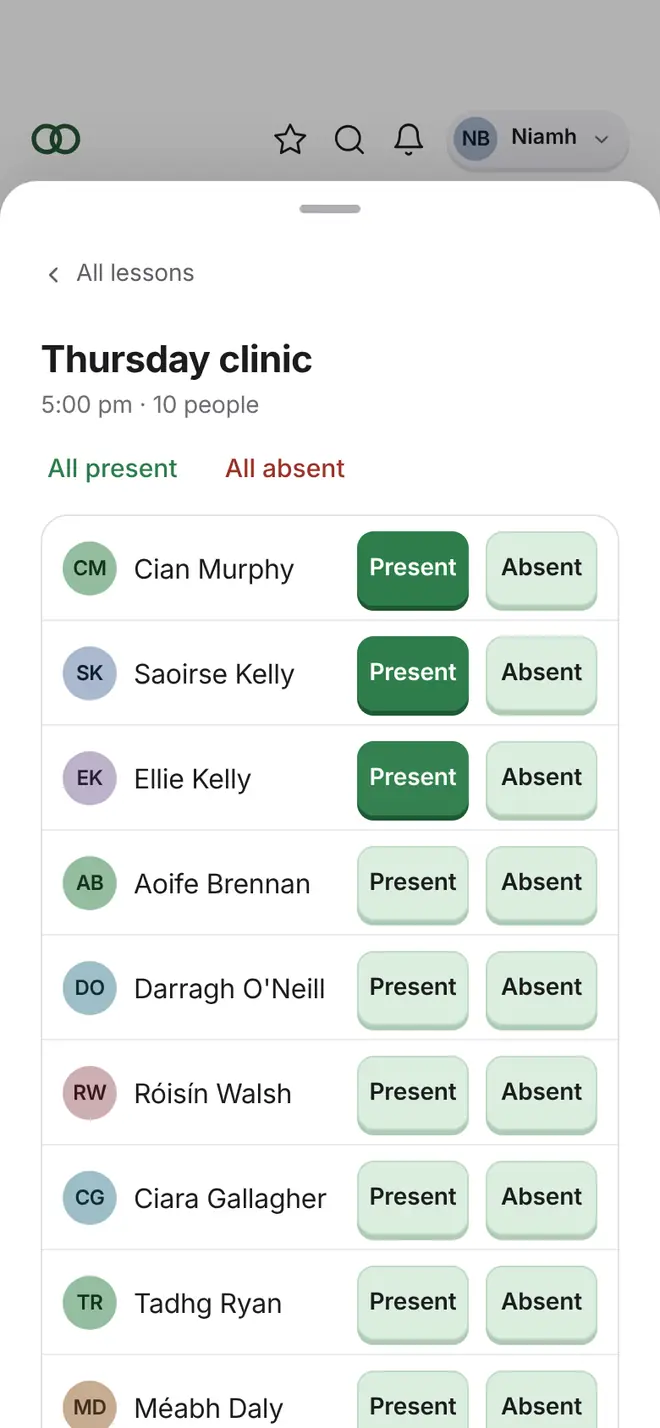 NB Niamh
All lessons
Thursday clinic
5:00 pm · 10 people
All present All absent
CM Cian Murphy Present Absent
SK Saoirse Kelly Present Absent
EK Ellie Kelly Present Absent
AB Aoife Brennan Present Absent
DO Darragh O'Neill Present Absent
RW Róisín Walsh Present Absent
CG Ciara Gallagher Present Absent
TR Tadhg Ryan Present Absent
MD Méabh Daly Present Absent